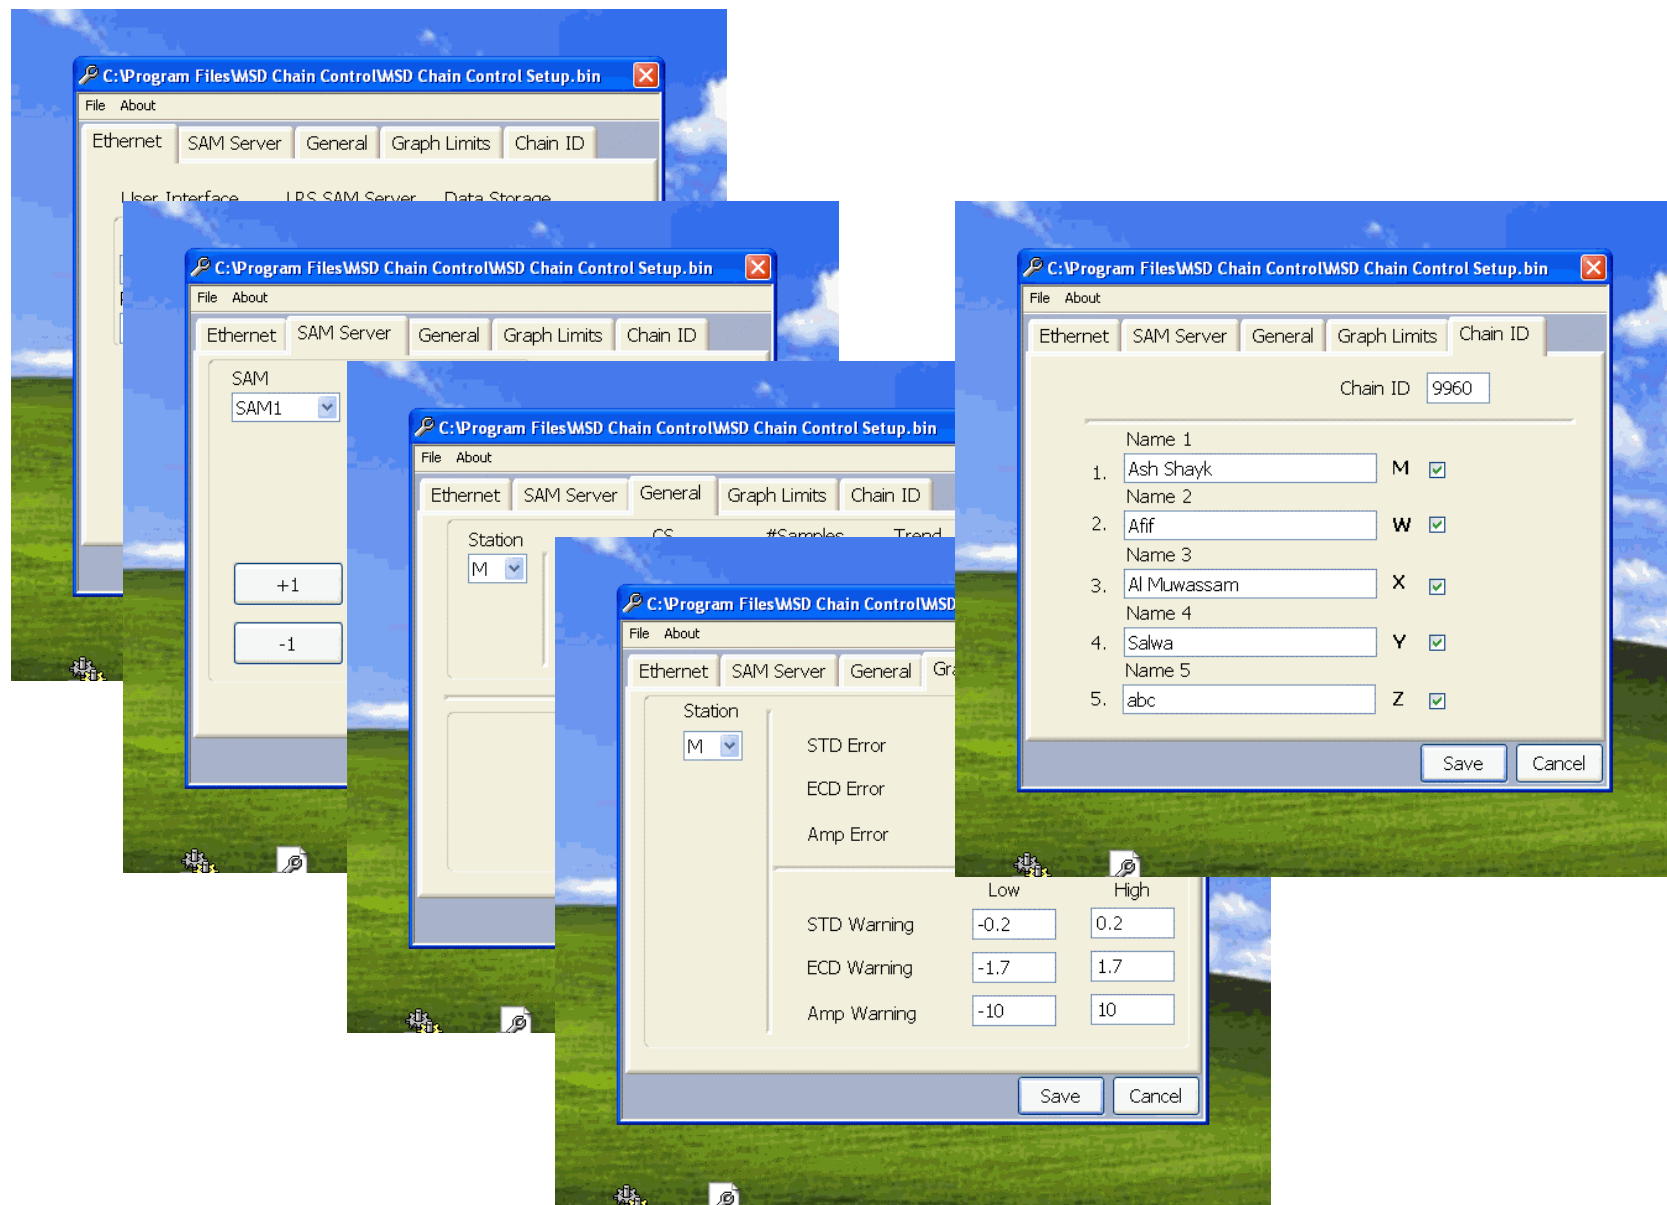 C:\Program Files\MSD Chain Control\MSD Chain Control Setup.bin
File About
Ethernet SAM Server General Graph Limits Chain ID
User Interface LRS SAM Server Data Storage
C:\Program Files\MSD Chain Control\MSD Chain Control Setup.bin
File About
Ethernet SAM Server General Graph Limits Chain ID
SAM
SAM1
+1
-1
C:\Program Files\MSD Chain Control\MSD Chain Control Setup.bin
File About
Ethernet SAM Server General Graph Limits Chain ID
Station CS #Samples Trend
M
C:\Program Files\MSD Chain Control\MSD
File About
Ethernet SAM Server General Gra
Station
M
STD Error
ECD Error
Amp Error
Low High
STD Warning -0.2 0.2
ECD Warning -1.7 1.7
Amp Warning -10 10
Save Cancel
C:\Program Files\MSD Chain Control\MSD Chain Control Setup.bin
File About
Ethernet SAM Server General Graph Limits Chain ID
Chain ID 9960
Name 1
1. Ash Shayk M
Name 2
2. Afif W
Name 3
3. Al Muwassam X
Name 4
4. Salwa Y
Name 5
5. abc Z
Save Cancel